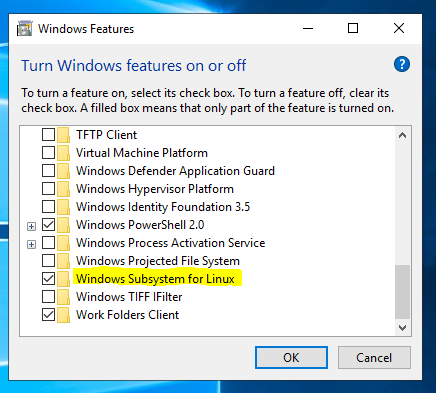 Windows Features
Turn Windows features on or off
To turn a feature on, select its check box. To turn a feature off, clear its
check box. A filled box means that only part of the feature is turned on.
TFTP Client
Virtual Machine Platform
Windows Defender Application Guard
Windows Hypervisor Platform
Windows Identity Foundation 3.5
Windows PowerShell 2.0
Windows Process Activation Service
Windows Projected File System
Windows Subsystem for Linux
Windows TIFF IFilter
Work Folders Client
OK
Cancel